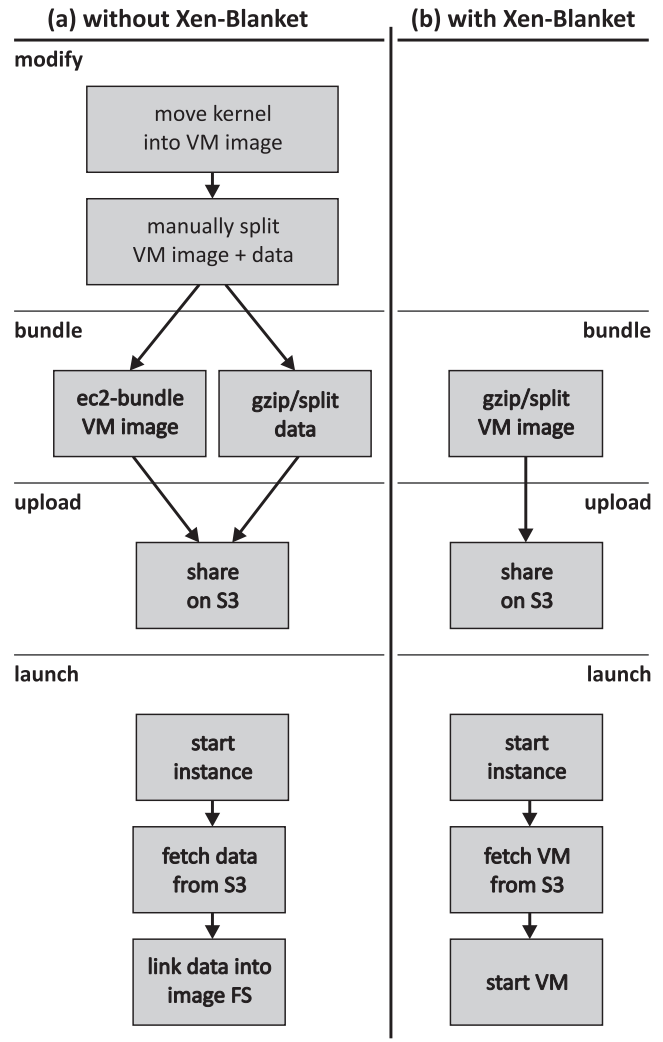 (a) without Xen-Blanket
modify
move kernel
into VM image
manually split
VM image + data
bundle
ec2-bundle
VM image
gzip/split
data
upload
share
on S3
launch
start
instance
fetch data
from S3
link data into
image FS
(b) with Xen-Blanket
bundle
gzip/split
VM image
upload
share
on S3
launch
start
instance
fetch VM
from S3
start VM